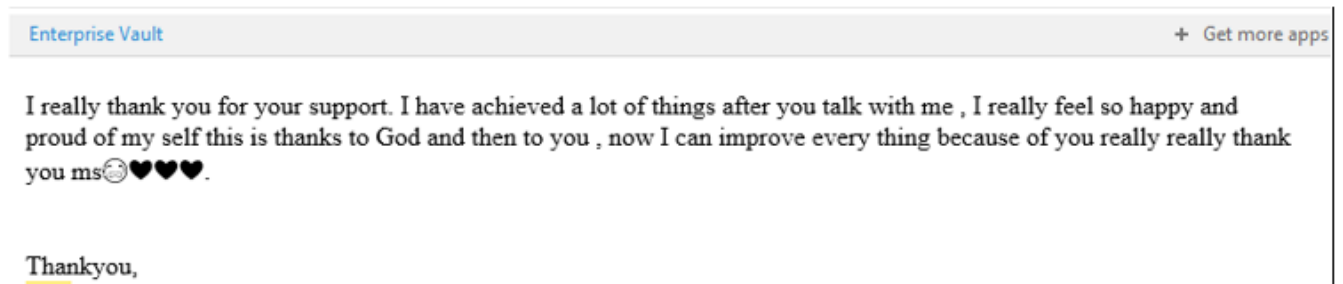 Enterprise Vault + Get more apps
I really thank you for your support. I have achieved a lot of things after you talk with me , I really feel so happy and
proud of my self this is thanks to God and then to you , now I can improve every thing because of you really really thank
you ms😊🖤🖤🖤.
Thankyou,